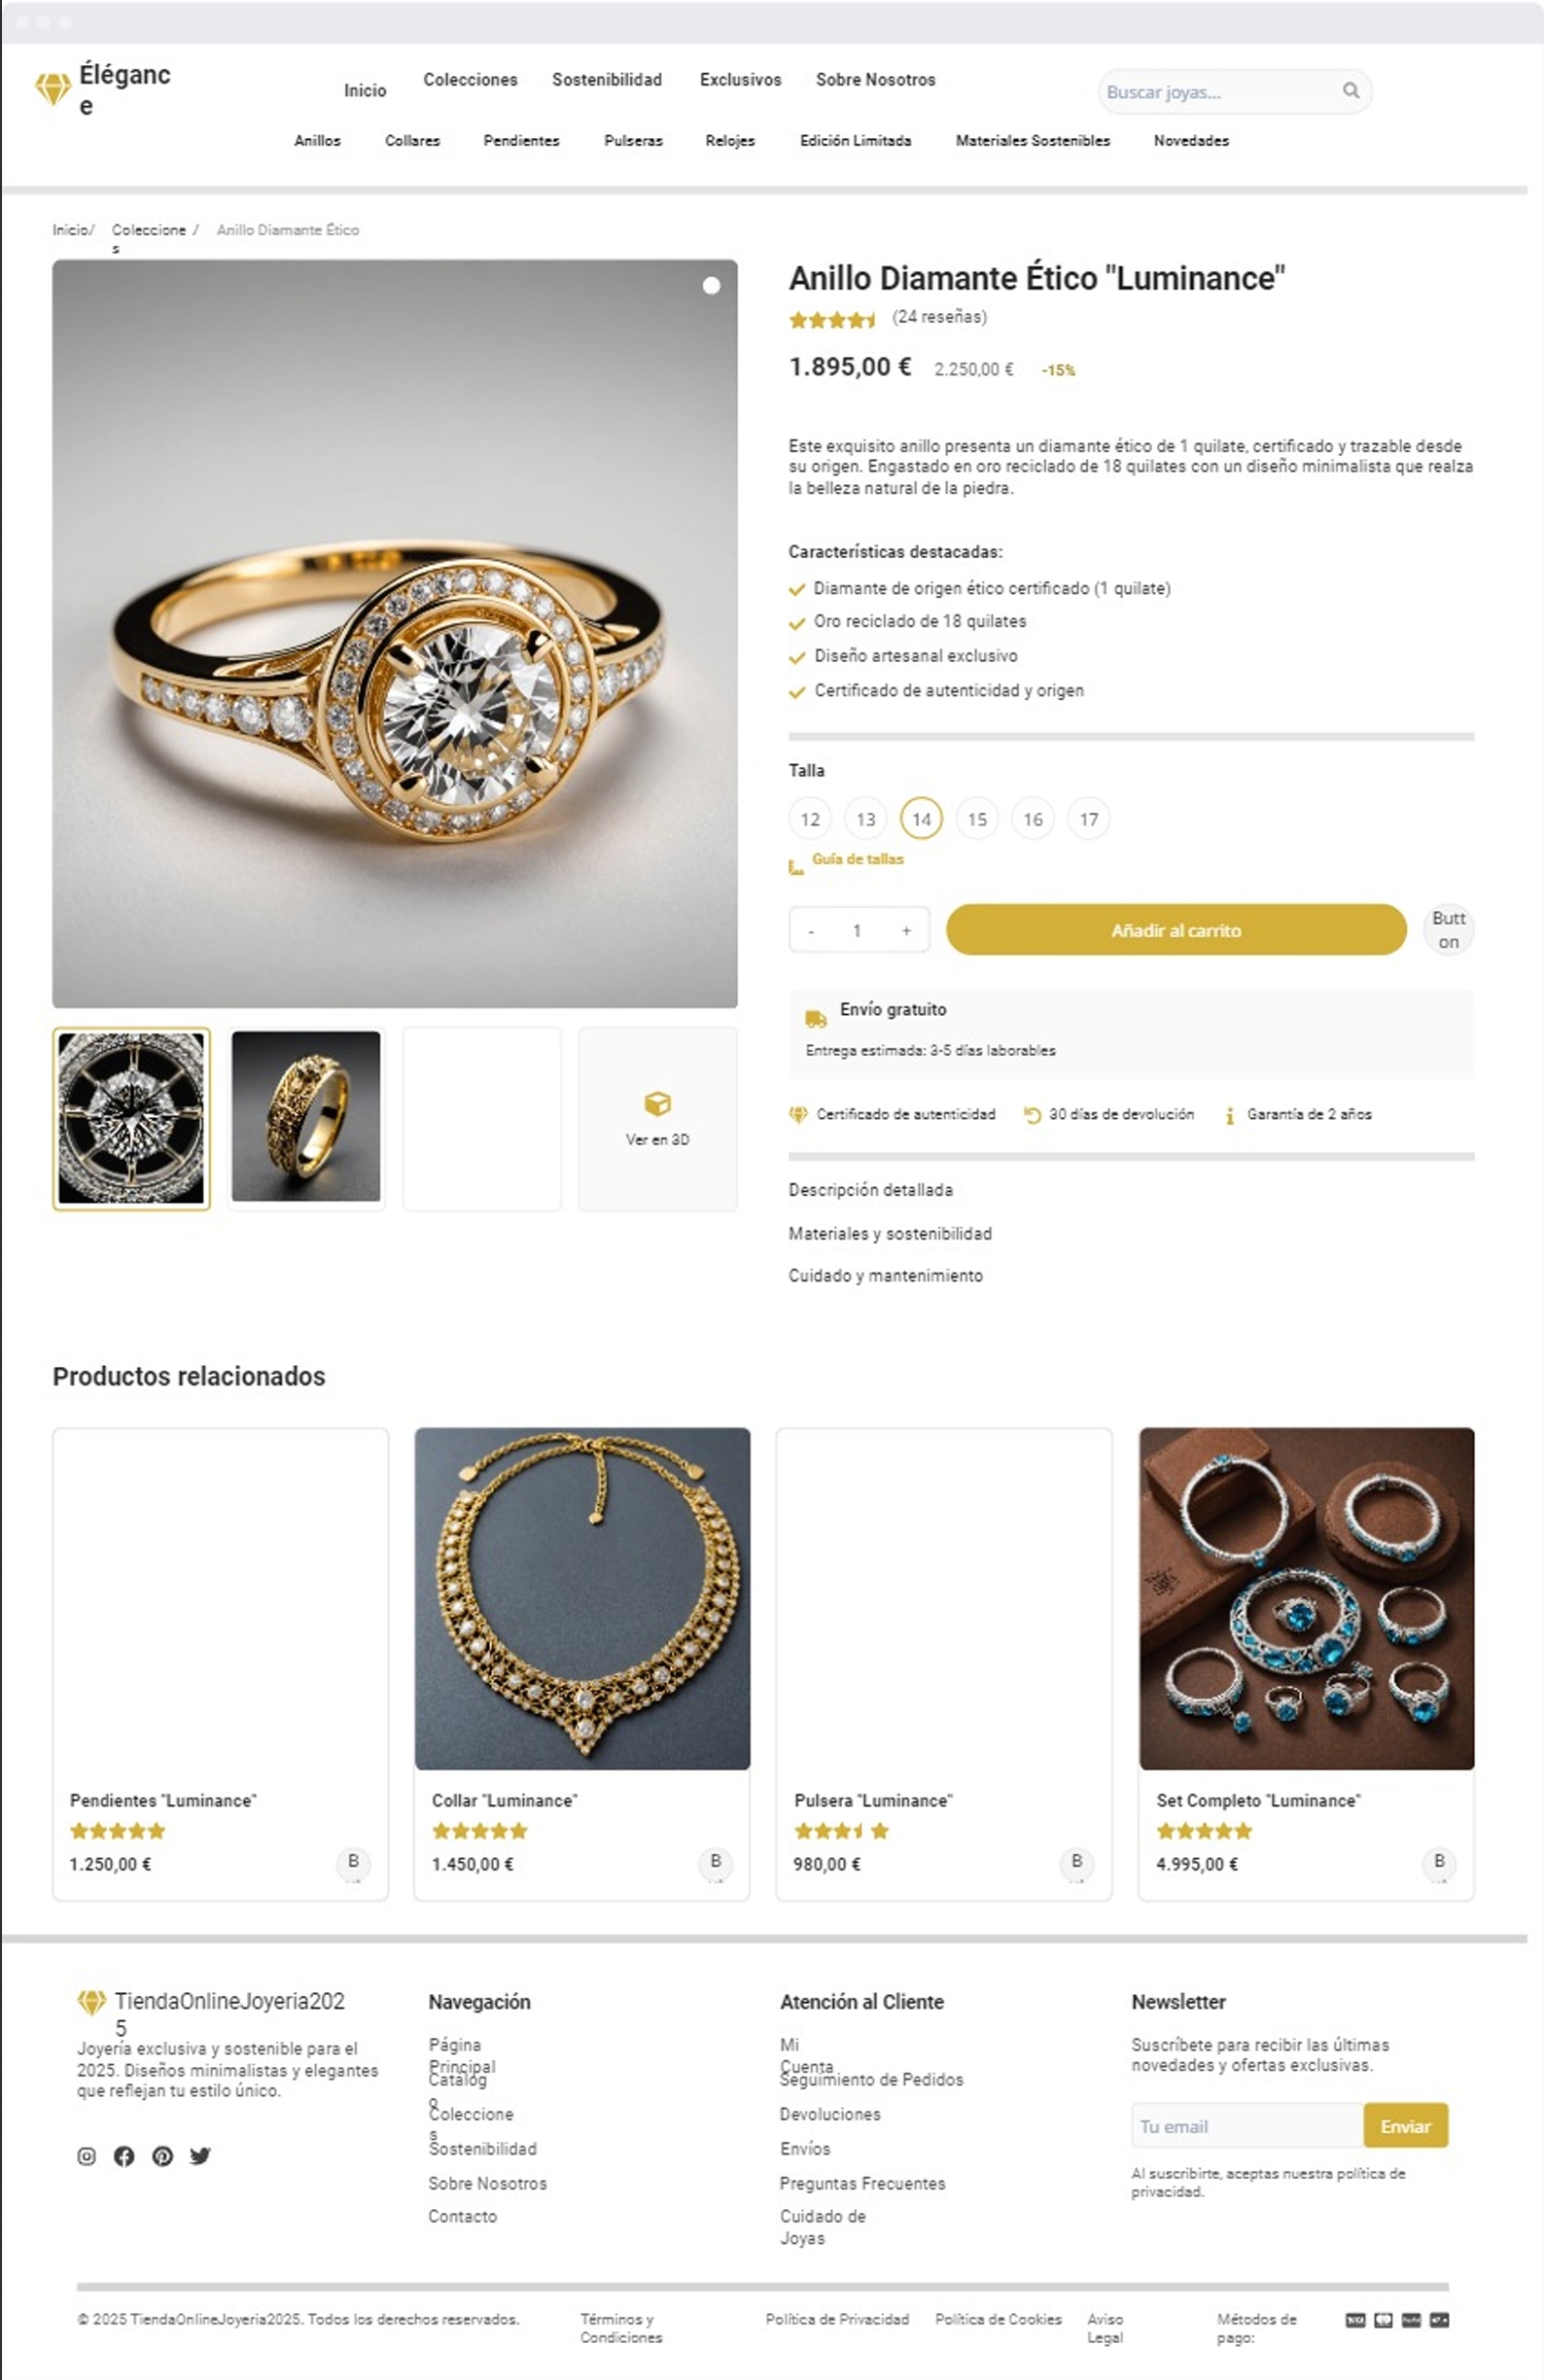 Éléganc
e
Inicio
Colecciones
Sostenibilidad
Exclusivos
Sobre Nosotros
Buscar joyas...
Anillos
Collares
Pendientes
Pulseras
Relojes
Edición Limitada
Materiales Sostenibles
Novedades
Inicio/
Coleccione
s
/
Anillo Diamante Ético
Anillo Diamante Ético "Luminance"
(24 reseñas)
1.895,00 €
2.250,00 €
-15%
Este exquisito anillo presenta un diamante ético de 1 quilate, certificado y trazable desde
su origen. Engastado en oro reciclado de 18 quilates con un diseño minimalista que realza
la belleza natural de la piedra.
Características destacadas:
Diamante de origen ético certificado (1 quilate)
Oro reciclado de 18 quilates
Diseño artesanal exclusivo
Certificado de autenticidad y origen
Talla
12
13
14
15
16
17
Guía de tallas
- 1 +
Añadir al carrito
Butt
on
Envío gratuito
Entrega estimada: 3-5 días laborables
Certificado de autenticidad
30 días de devolución
Garantía de 2 años
Ver en 3D
Descripción detallada
Materiales y sostenibilidad
Cuidado y mantenimiento
Productos relacionados
Pendientes "Luminance"
1.250,00 €
B
Collar "Luminance"
1.450,00 €
B
Pulsera "Luminance"
980,00 €
B
Set Completo "Luminance"
4.995,00 €
B
TiendaOnlineJoyeria202
5
Joyería exclusiva y sostenible para el
2025. Diseños minimalistas y elegantes
que reflejan tu estilo único.
Navegación
Página
Principal
Catálog
o
Coleccione
s
Sostenibilidad
Sobre Nosotros
Contacto
Atención al Cliente
Mi
Cuenta
Seguimiento de Pedidos
Devoluciones
Envíos
Preguntas Frecuentes
Cuidado de
Joyas
Newsletter
Suscríbete para recibir las últimas
novedades y ofertas exclusivas.
Tu email
Enviar
Al suscribirte, aceptas nuestra política de
privacidad.
© 2025 TiendaOnlineJoyeria2025. Todos los derechos reservados.
Términos y
Condiciones
Política de Privacidad
Política de Cookies
Aviso
Legal
Métodos de
pago: